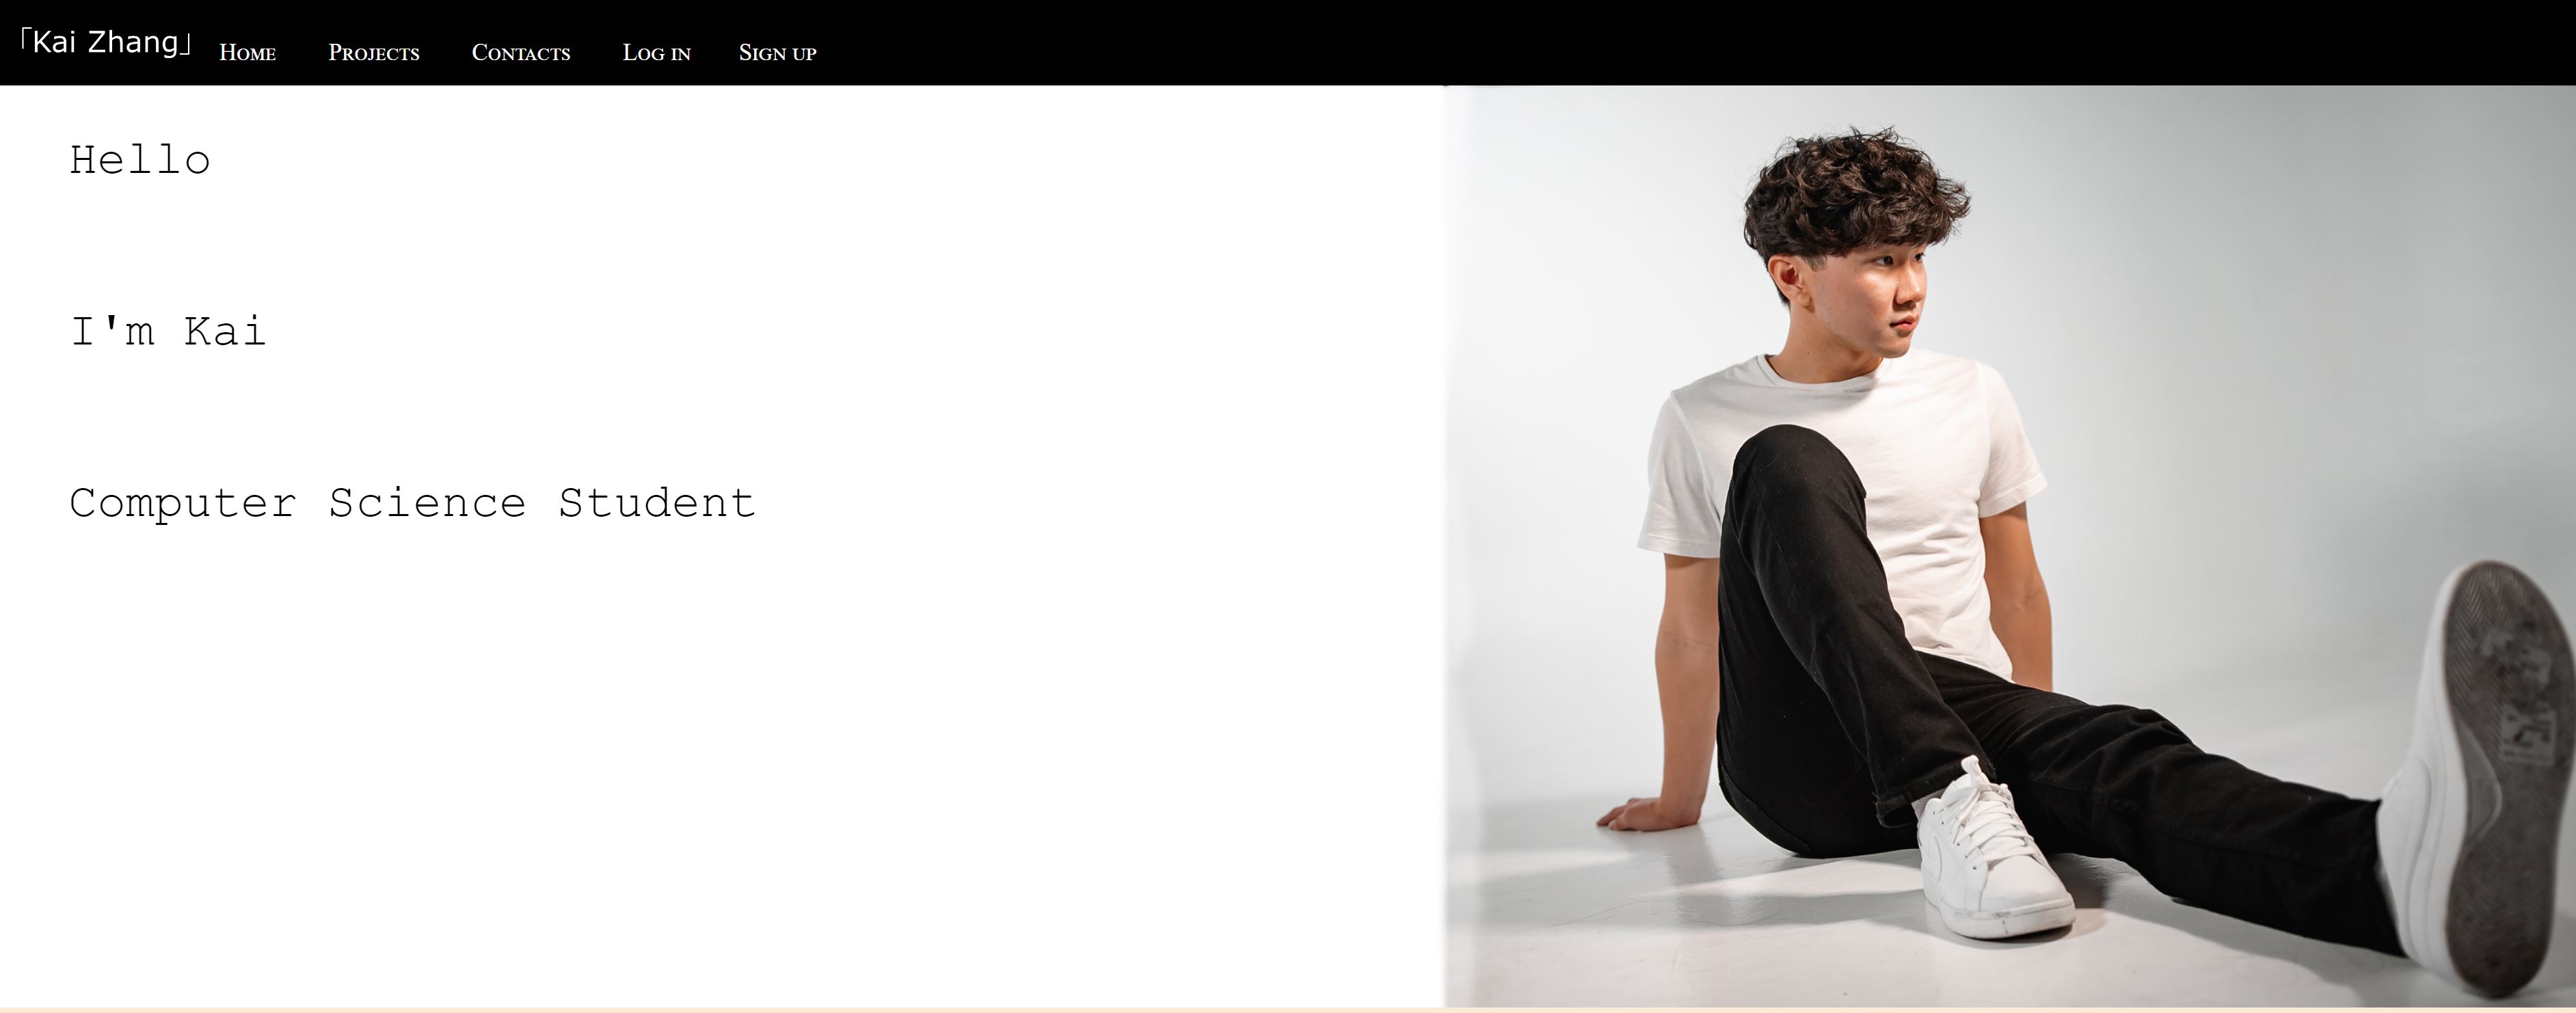 「Kai Zhang」 Home Projects Contacts Log in Sign up
Hello
I'm Kai
Computer Science Student